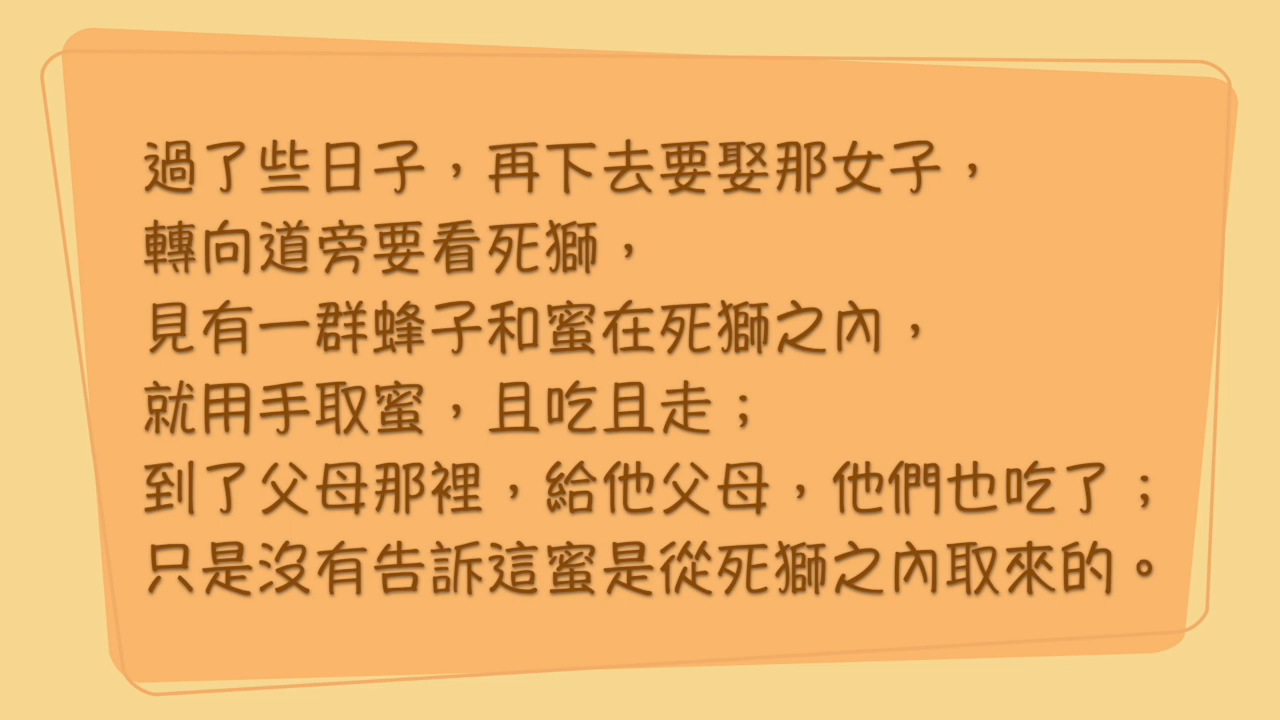 過了些日子，再下去要娶那女子，
轉向道旁要看死獅，
見有一群蜂子和蜜在死獅之內，
就用手取蜜，且吃且走；
到了父母那裡，給他父母，他們也吃了；
只是沒有告訴這蜜是從死獅之內取來的。